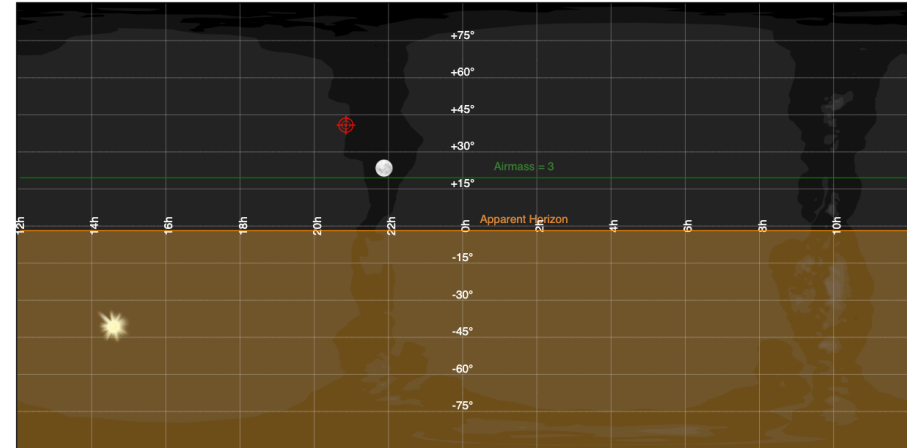 +75°
+60°
+45°
+30°
Airmass = 3
+15°
Apparent Horizon
12h
14h
16h
18h
20h
22h
0h
2h
4h
6h
8h
10h
-15°
-30°
-45°
-60°
-75°